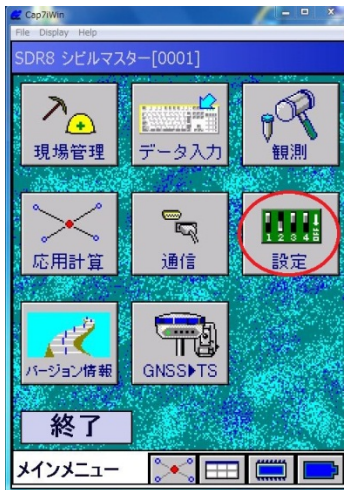 Cap7iWin
File Display Help
SDR8 シビルマスター[0001]
現場管理 データ入力 観測
1 2 3 4 OFF
応用計算 通信 設定
バージョン情報 GNSS▶TS
終了
メインメニュー